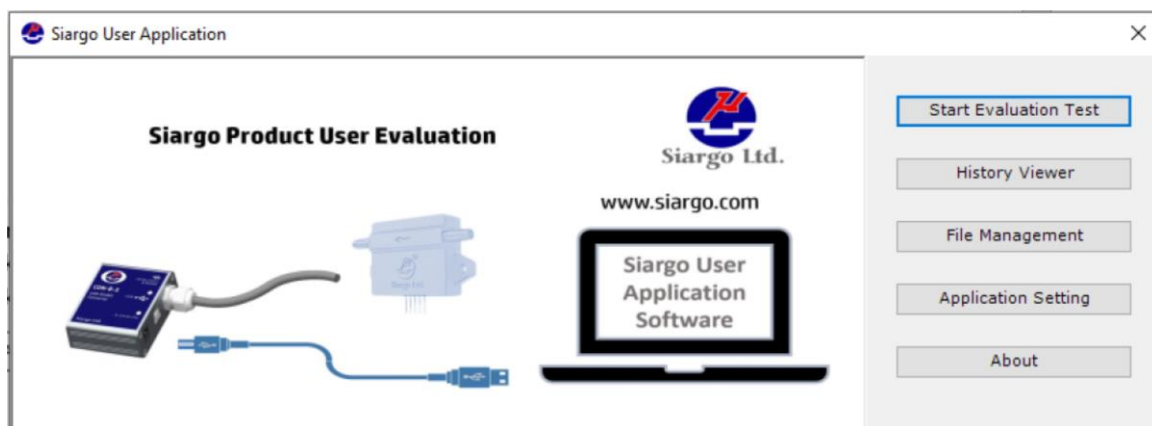 Siargo User Application
Siargo Product User Evaluation
Siargo Ltd.
www.siargo.com
Siargo User
Application
Software
Start Evaluation Test
History Viewer
File Management
Application Setting
About